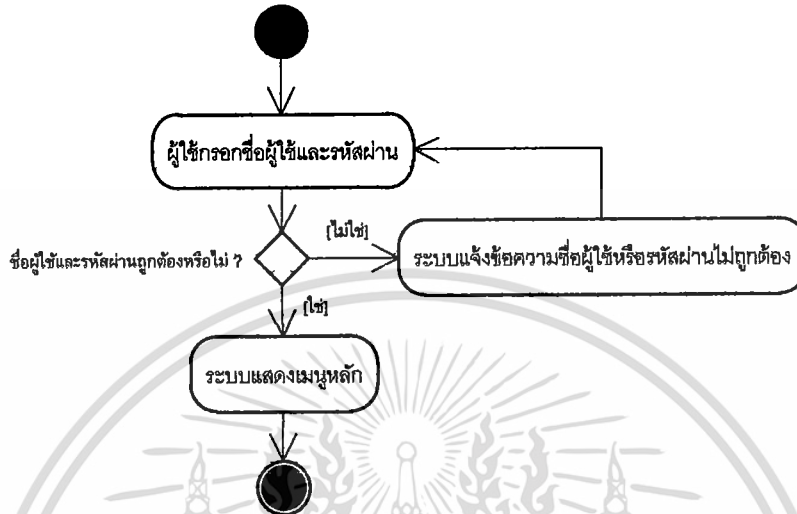 ผู้ใช้กรอกชื่อผู้ใช้และรหัสผ่าน
ชื่อผู้ใช้และรหัสผ่านถูกต้องหรือไม่ ?
[ไม่ใช่]
ระบบแจ้งข้อความชื่อผู้ใช้หรือรหัสผ่านไม่ถูกต้อง
[ใช่]
ระบบแสดงเมนูหลัก